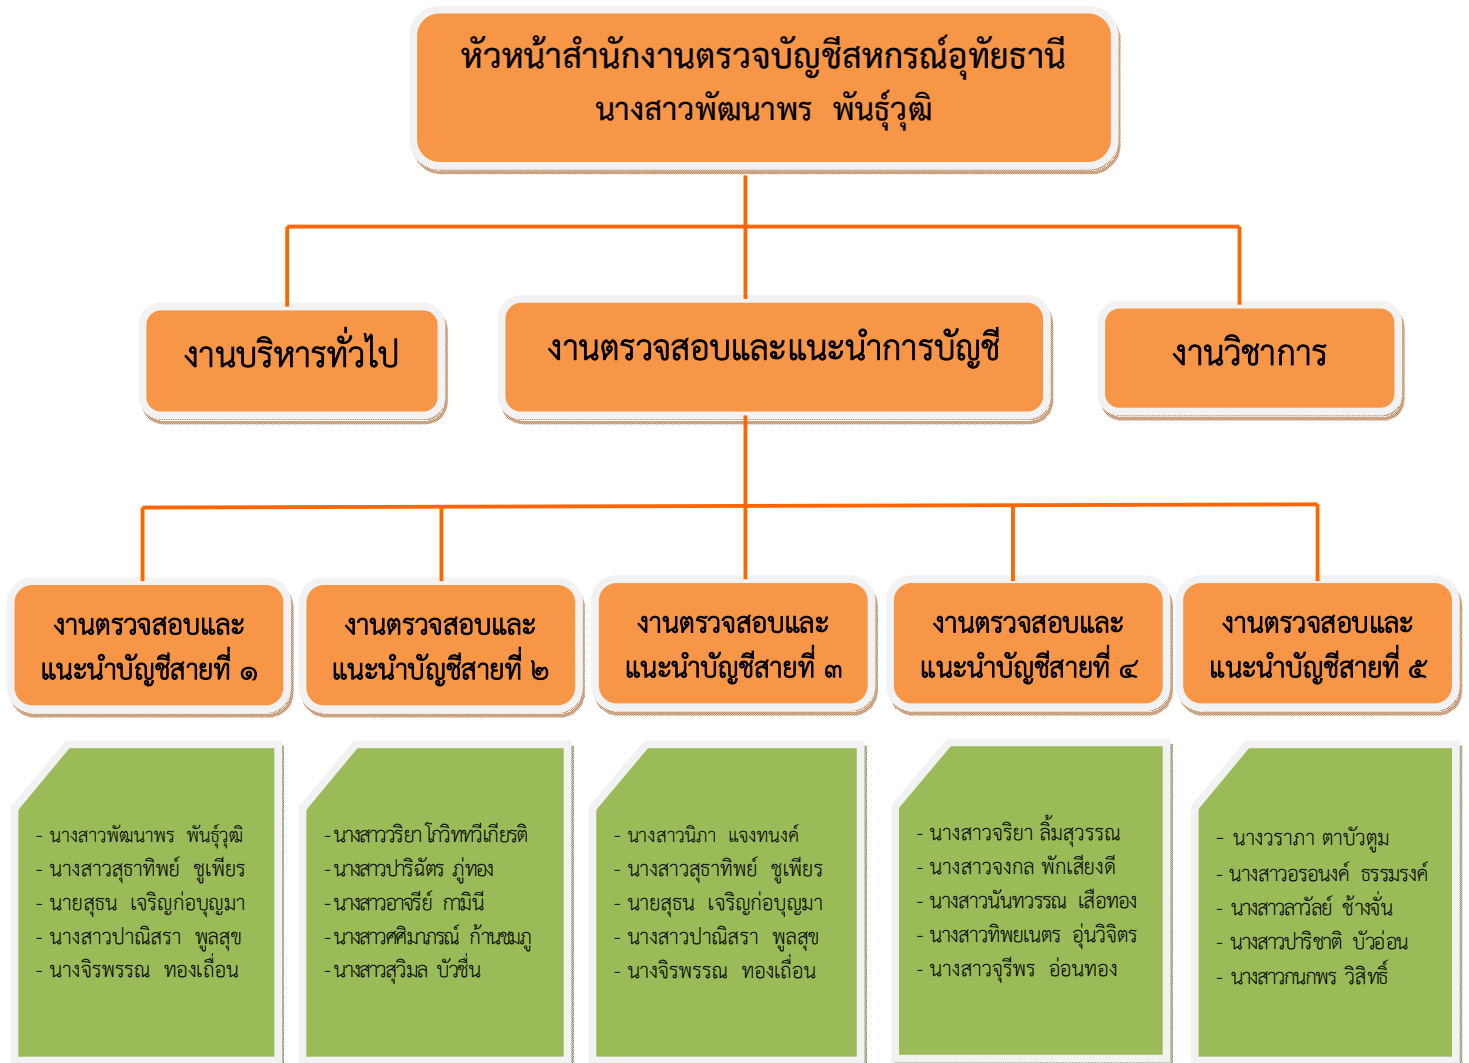 หัวหน้าสำนักงานตรวจบัญชีสหกรณ์อุทัยธานี
นางสาวพัฒนาพร พันธุ์วุฒิ
งานบริหารทั่วไป
งานตรวจสอบและแนะนำการบัญชี
งานวิชาการ
งานตรวจสอบและ
แนะนำบัญชีสายที่ ๑
งานตรวจสอบและ
แนะนำบัญชีสายที่ ๒
งานตรวจสอบและ
แนะนำบัญชีสายที่ ๓
งานตรวจสอบและ
แนะนำบัญชีสายที่ ๔
งานตรวจสอบและ
แนะนำบัญชีสายที่ ๕
- นางสาวพัฒนาพร พันธุ์วุฒิ
- นางสาวสุธาทิพย์ ชูเพียร
- นายสุธน เจริญก่อบุญมา
- นางสาวปาณิสรา พูลสุข
- นางจิรพรรณ ทองเถื่อน
- นางสาววริยา โกวิททวีเกียรติ
- นางสาวปาริฉัตร ภู่ทอง
- นางสาวอาจรีย์ กามินี
- นางสาวศศิมาภรณ์ ก้านชมภู
- นางสาวสุวิมล บัวชื่น
- นางสาวนิภา แจงทนงค์
- นางสาวสุธาทิพย์ ชูเพียร
- นายสุธน เจริญก่อบุญมา
- นางสาวปาณิสรา พูลสุข
- นางจิรพรรณ ทองเถื่อน
- นางสาวจริยา ลิ้มสุวรรณ
- นางสาวจงกล พักเสียงดี
- นางสาวนันทวรรณ เสือทอง
- นางสาวทิพยเนตร อุ่นวิจิตร
- นางสาวจุรีพร อ่อนทอง
- นางวราภา ตาบัวตูม
- นางสาวอรอนงค์ ธรรมรงค์
- นางสาวลาวัลย์ ช้างจั่น
- นางสาวปาริชาติ บัวอ่อน
- นางสาวกนกพร วิสิทธิ์